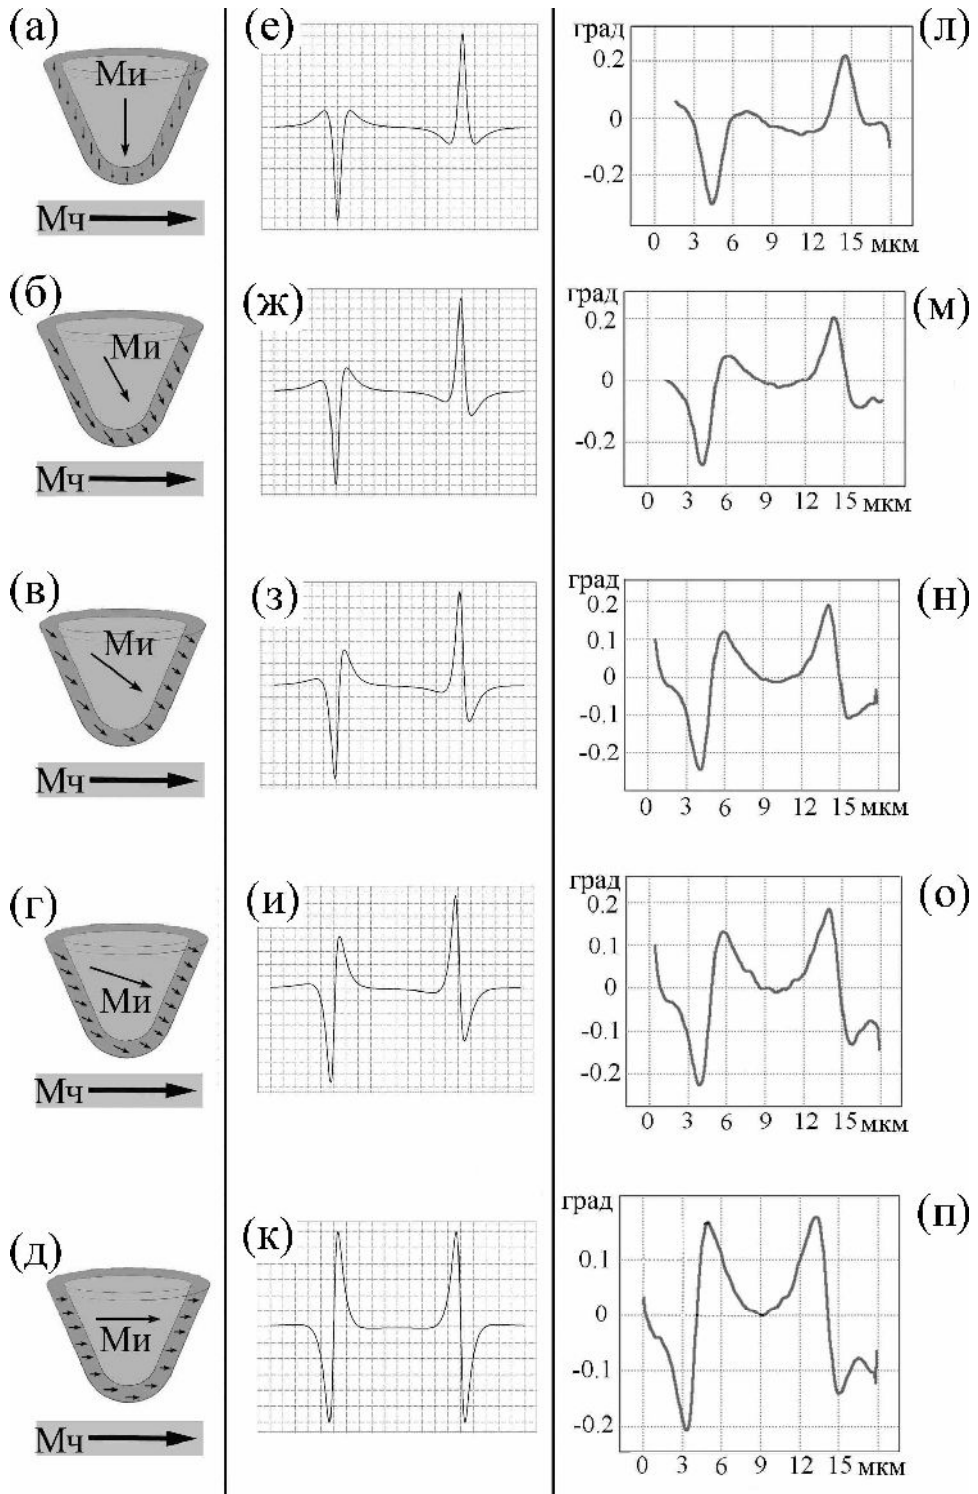 (а)
Ми
Мч
(е)
град
0.2
0
-0.2
0 3 6 9 12 15 мкм
(л)
(б)
Ми
Мч
(ж)
град
0.2
0
-0.2
0 3 6 9 12 15 мкм
(м)
(в)
Ми
Мч
(з)
град
0.2
0.1
0
-0.1
-0.2
0 3 6 9 12 15 мкм
(н)
(г)
Ми
Мч
(и)
град
0.2
0.1
0
-0.1
-0.2
0 3 6 9 12 15 мкм
(о)
(д)
Ми
Мч
(к)
град
0.1
0
-0.1
-0.2
0 3 6 9 12 15 мкм
(п)